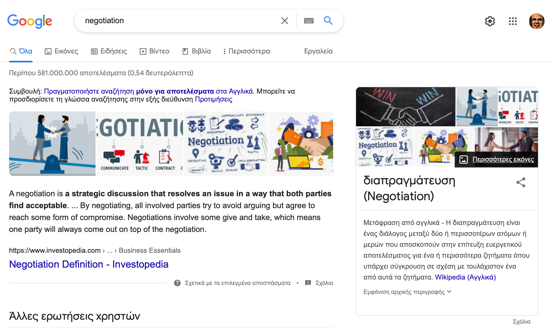 Google
negotiation
Όλα
Εικόνες
Ειδήσεις
Βίντεο
Βιβλία
Περισσότερα
Εργαλεία
Περίπου 581.000.000 αποτελέσματα (0,54 δευτερόλεπτα)
Συμβουλή: Πραγματοποιήστε αναζήτηση μόνο για αποτελέσματα στα Αγγλικά. Μπορείτε να
προσδιορίσετε τη γλώσσα αναζήτησης στην εξής διεύθυνση Προτιμήσεις
COMMUNICATE TACTIC CONTRACT
Negotiation
A negotiation is a strategic discussion that resolves an issue in a way that both parties
find acceptable. ... By negotiating, all involved parties try to avoid arguing but agree to
reach some form of compromise. Negotiations involve some give and take, which means
one party will always come out on top of the negotiation.
https://www.investopedia.com › ... › Business Essentials
Negotiation Definition - Investopedia
Σχετικά με τα επιλεγμένα αποσπάσματα • Σχόλια
Άλλες ερωτήσεις χρηστών
WIN WIN
Negotiation
Περισσότερες εικόνες
διαπραγμάτευση
(Negotiation)
Μετάφραση από αγγλικά - Η διαπραγμάτευση είναι
ένας διάλογος μεταξύ δύο ή περισσότερων ατόμων ή
μερών που αποσκοπούν στην επίτευξη ευεργετικού
αποτελέσματος για ένα ή περισσότερα ζητήματα όπου
υπάρχει σύγκρουση σε σχέση με τουλάχιστον ένα
από αυτά τα ζητήματα. Wikipedia (Αγγλικά)
Εμφάνιση αρχικής περιγραφής
Σχόλια